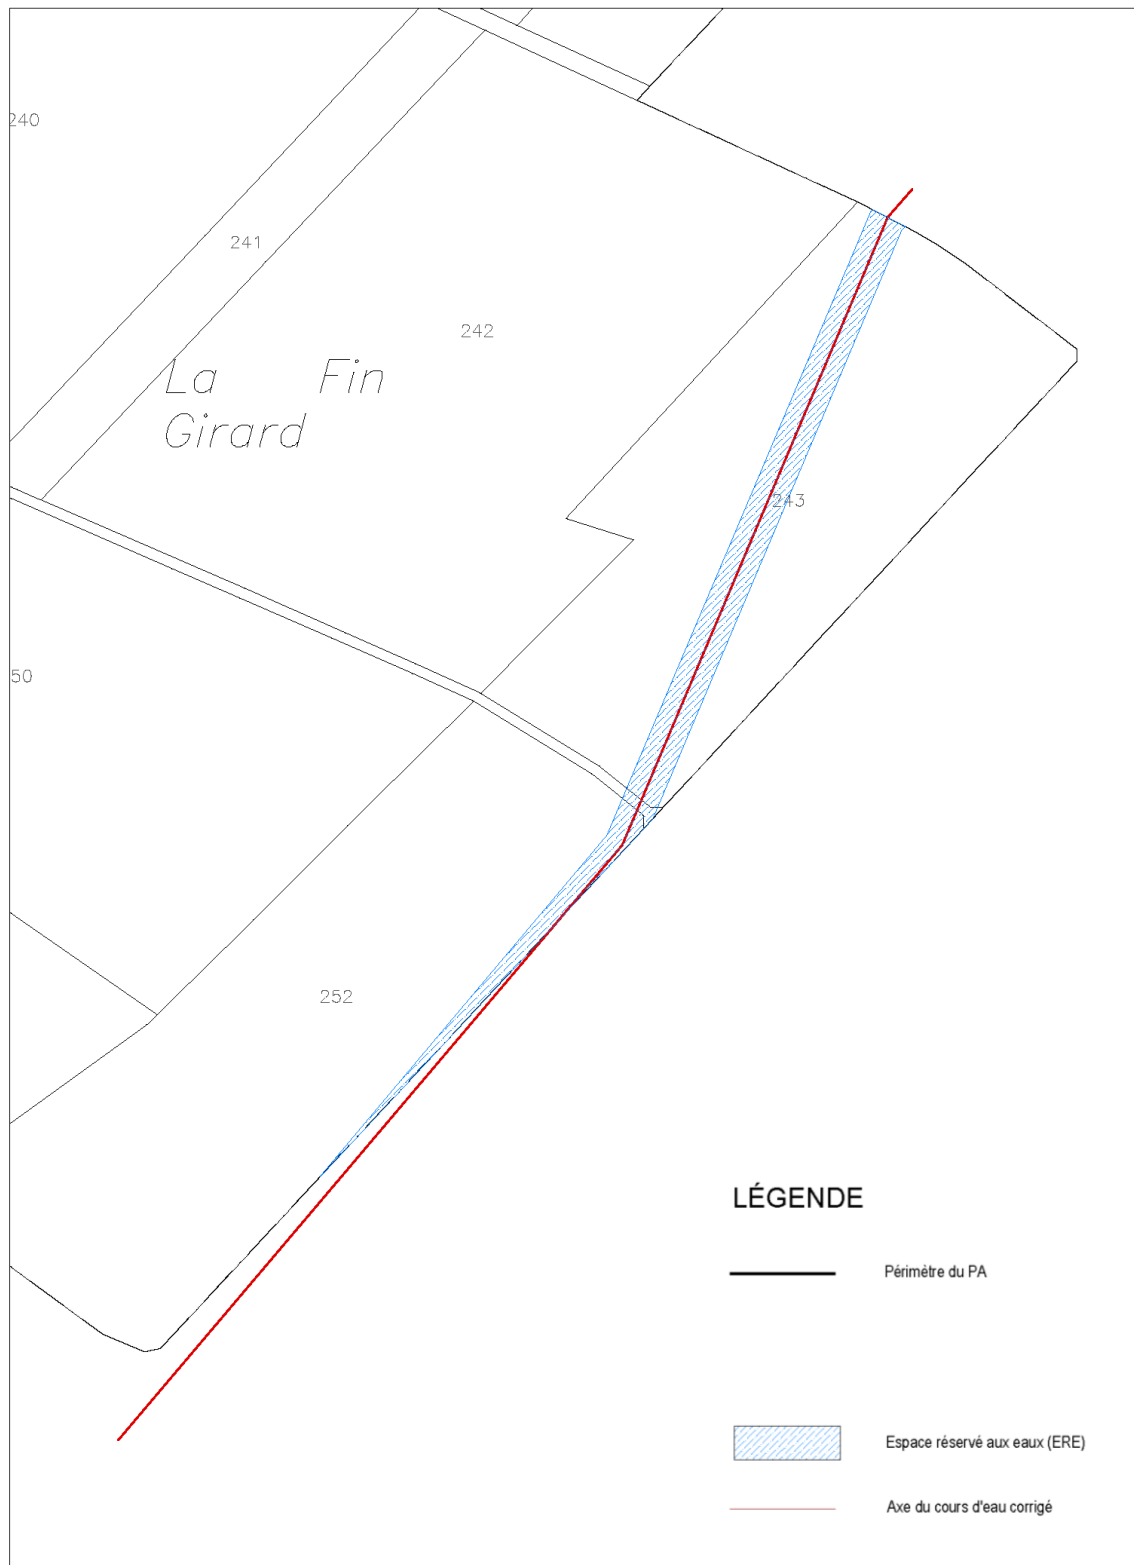 240
241
242
La Fin
Girard
243
50
252
LÉGENDE
Périmètre du PA
Espace réservé aux eaux (ERE)
Axe du cours d'eau corrigé